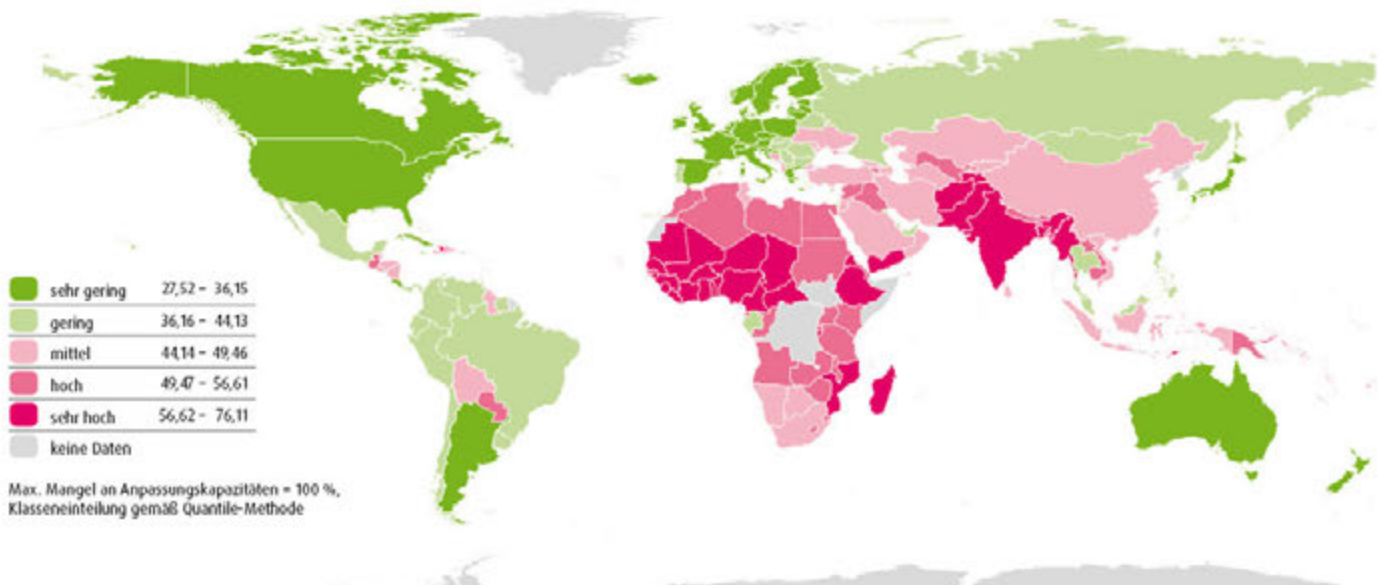 sehr gering 27,52 – 36,15
gering 36,16 – 44,13
mittel 44,14 – 49,46
hoch 49,47 – 56,61
sehr hoch 56,62 – 76,11
keine Daten
Max. Mangel an Anpassungskapazitäten = 100 %,
Klasseneinteilung gemäß Quantile-Methode